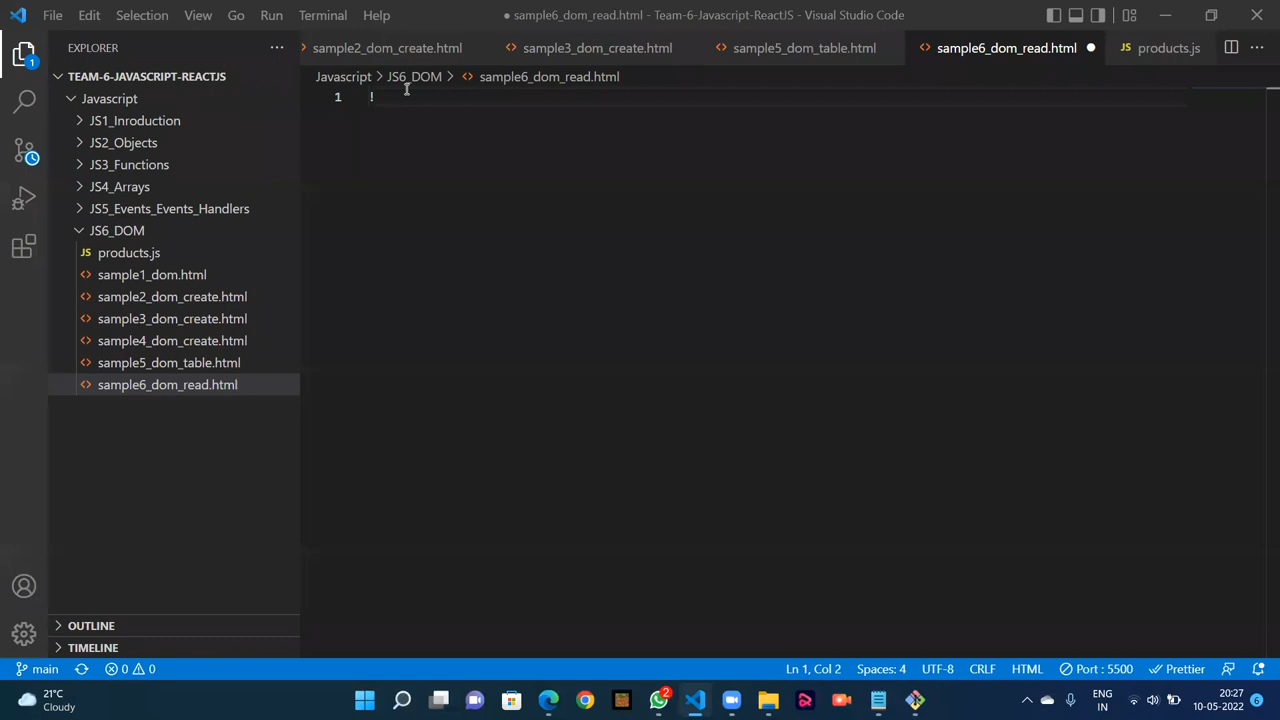 File Edit Selection View Go Run Terminal Help
● sample6_dom_read.html - Team-6-Javascript-ReactJS - Visual Studio Code
EXPLORER
sample2_dom_create.html sample3_dom_create.html sample5_dom_table.html sample6_dom_read.html products.js
TEAM-6-JAVASCRIPT-REACTJS
Javascript > JS6_DOM > sample6_dom_read.html
1 !
Javascript
JS1_Inroduction
JS2_Objects
JS3_Functions
JS4_Arrays
JS5_Events_Events_Handlers
JS6_DOM
JS products.js
sample1_dom.html
sample2_dom_create.html
sample3_dom_create.html
sample4_dom_create.html
sample5_dom_table.html
sample6_dom_read.html
1
OUTLINE
TIMELINE
main 0 0 Ln 1, Col 2 Spaces: 4 UTF-8 CRLF HTML Port : 5500 Prettier
21°C
Cloudy
2
ENG
IN
20:27
10-05-2022
6